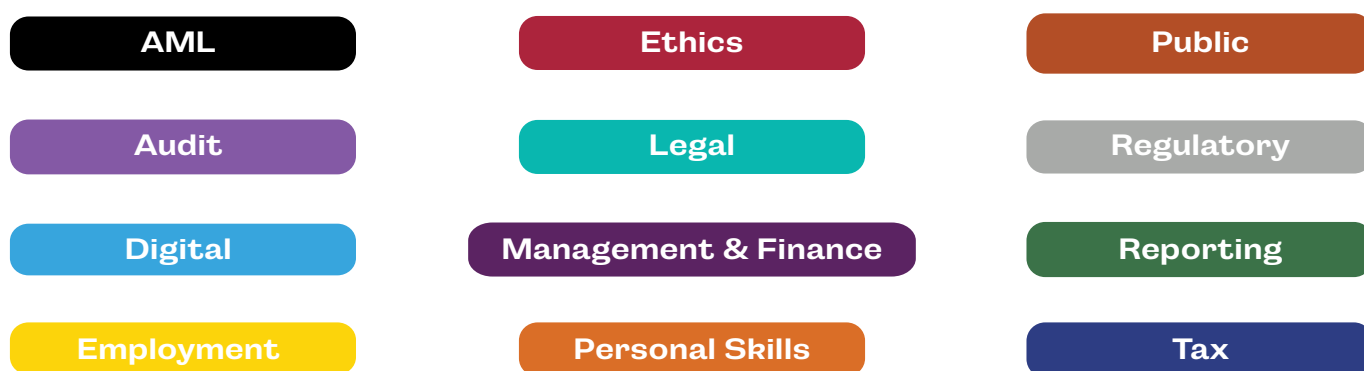 AML
Ethics
Public
Audit
Legal
Regulatory
Digital
Management & Finance
Reporting
Employment
Personal Skills
Tax